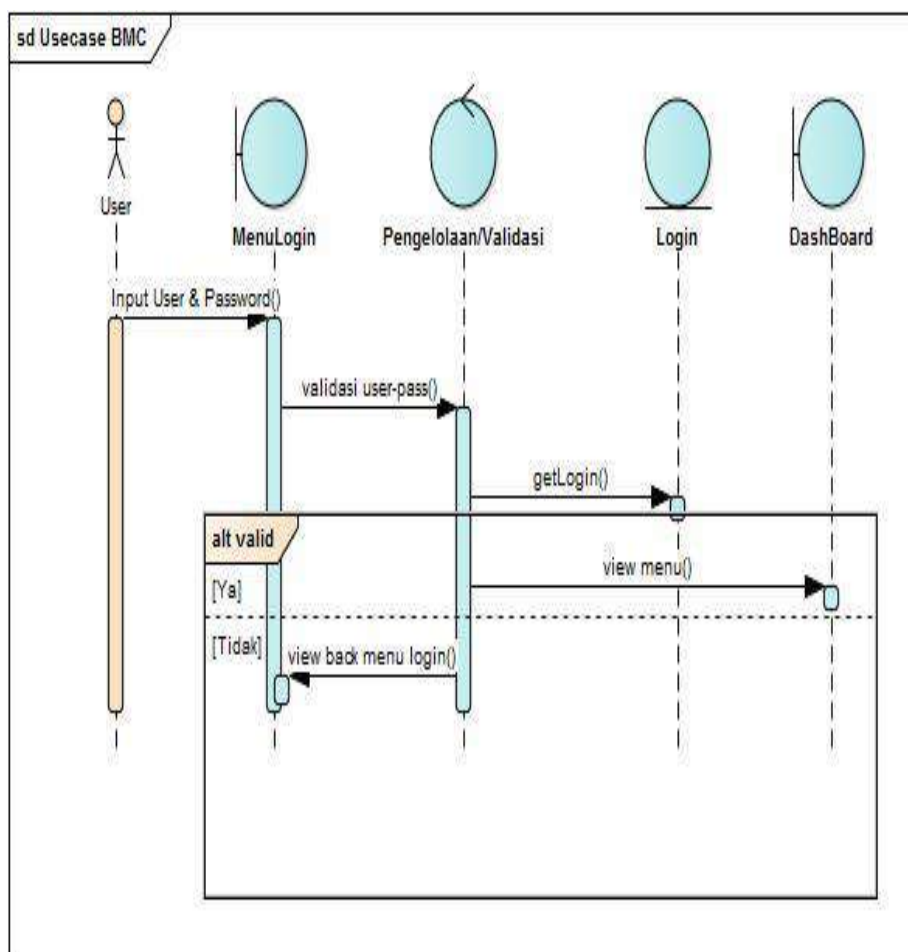 sd Usecase BMC
User
MenuLogin
Pengelolaan/Validasi
Login
DashBoard
Input User & Password()
validasi user-pass()
getLogin()
alt valid
view menu()
[Ya]
[Tidak]
view back menu login()